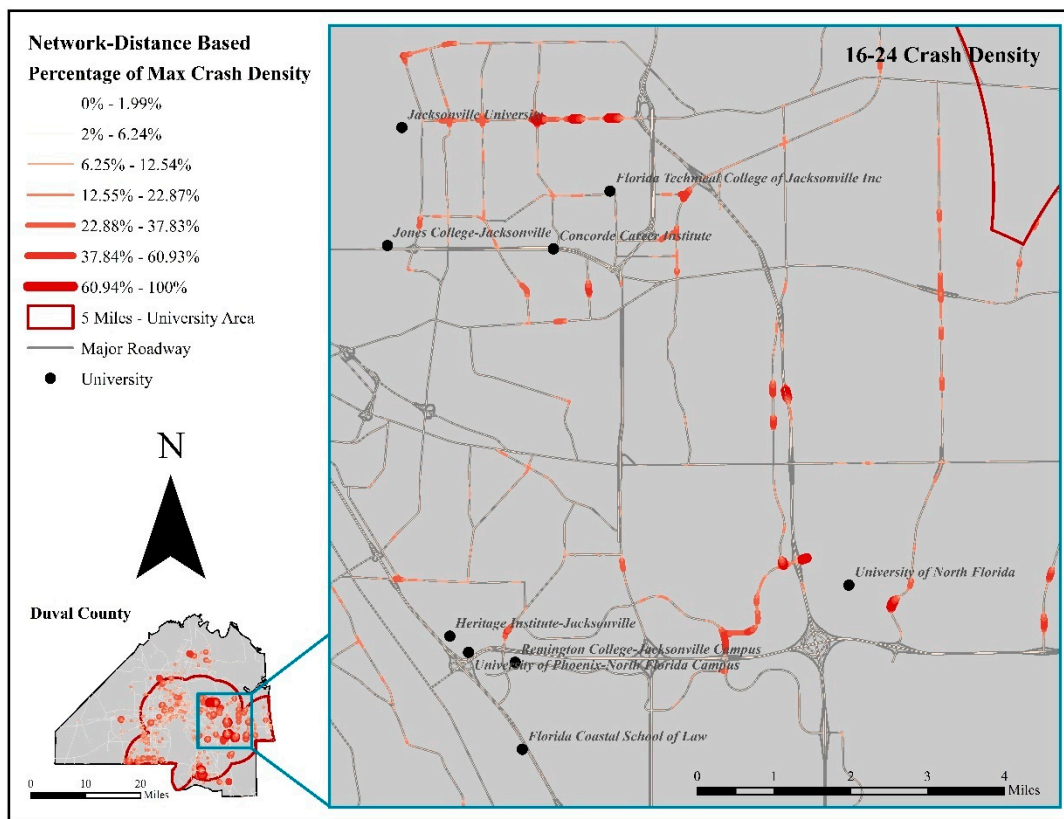 Network-Distance Based
Percentage of Max Crash Density
0% - 1.99%
2% - 6.24%
6.25% - 12.54%
12.55% - 22.87%
22.88% - 37.83%
37.84% - 60.93%
60.94% - 100%
5 Miles - University Area
Major Roadway
University
N
Duval County
0 10 20
Miles
16-24 Crash Density
Jacksonville University
Florida Technical College of Jacksonville Inc
Jones College-Jacksonville
Concorde Career Institute
University of North Florida
Heritage Institute-Jacksonville
Remington College-Jacksonville Campus
University of Phoenix-North Florida Campus
Florida Coastal School of Law
0 1 2 3 4
Miles